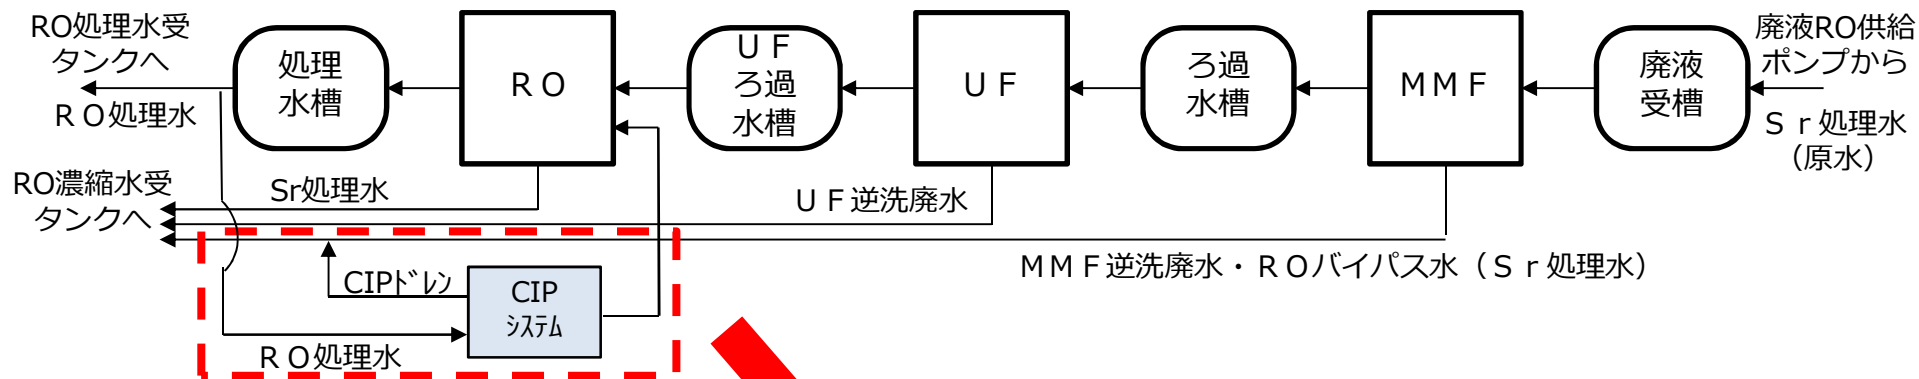 RO処理水受
タンクへ
RO処理水
処理
水槽
RO
UF
ろ過
水槽
UF
ろ過
水槽
MMF
廃液
受槽
廃液RO供給
ポンプから
Sr処理水
(原水)
RO濃縮水受
タンクへ
Sr処理水
UF逆洗廃水
MMF逆洗廃水・ROバイパス水(Sr処理水)
CIPドレン
CIP
システム
RO処理水